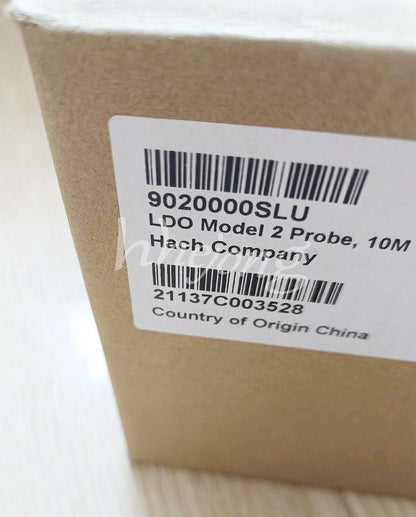 9020000SLU
LDO Model 2 Probe, 10M
Hach Company
21137C003528
Country of Origin China